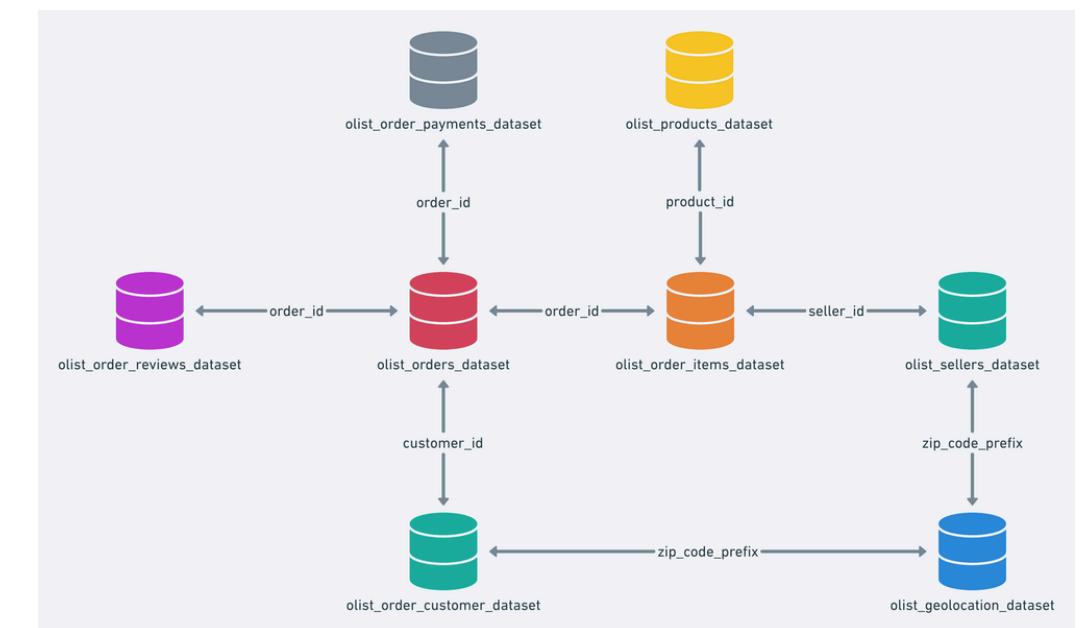 olist_order_payments_dataset
olist_products_dataset
order_id
product_id
order_id
order_id
seller_id
olist_order_reviews_dataset
olist_orders_dataset
olist_order_items_dataset
olist_sellers_dataset
customer_id
zip_code_prefix
zip_code_prefix
olist_order_customer_dataset
olist_geolocation_dataset